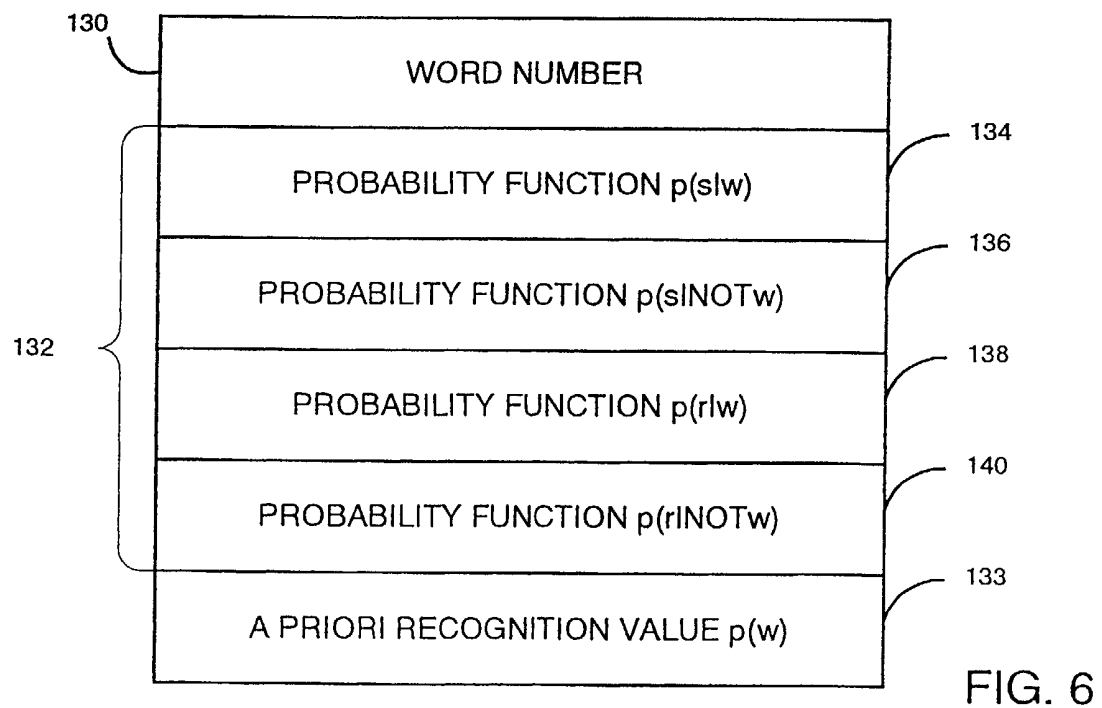 130
WORD NUMBER
134
PROBABILITY FUNCTION p(s|w)
136
PROBABILITY FUNCTION p(s|NOTw)
132
138
PROBABILITY FUNCTION p(r|w)
140
PROBABILITY FUNCTION p(r|NOTw)
133
A PRIORI RECOGNITION VALUE p(w)
FIG. 6